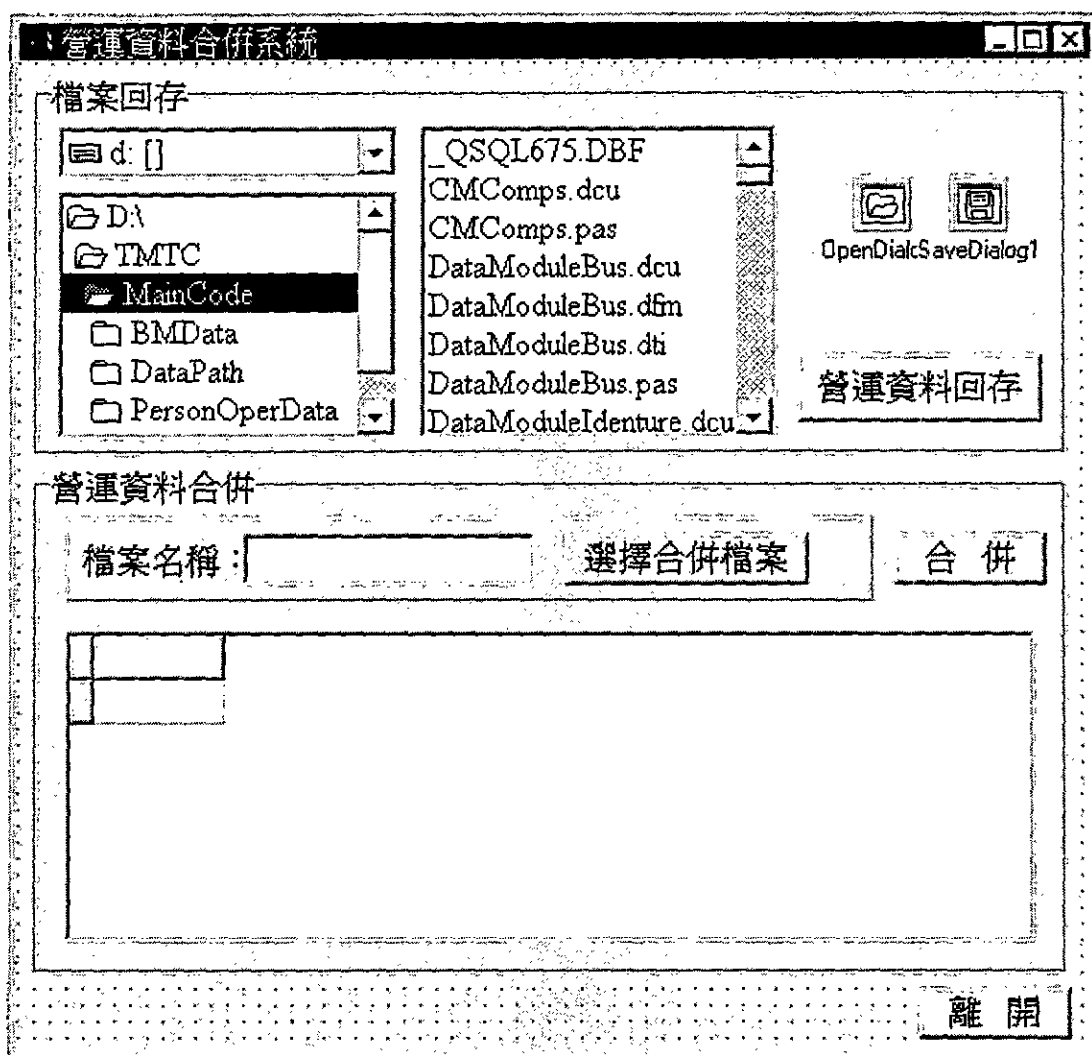 營運資料合併系統
檔案回存
d: []
D:\
TMTC
MainCode
BMData
DataPath
PersonOperData
_QSQL675.DBF
CMComps.dcu
CMComps.pas
DataModuleBus.dcu
DataModuleBus.dfm
DataModuleBus.dti
DataModuleBus.pas
DataModuleIdenture.dcu
OpenDialcSaveDialog1
營運資料回存
營運資料合併
檔案名稱:
選擇合併檔案
合 併
離 開